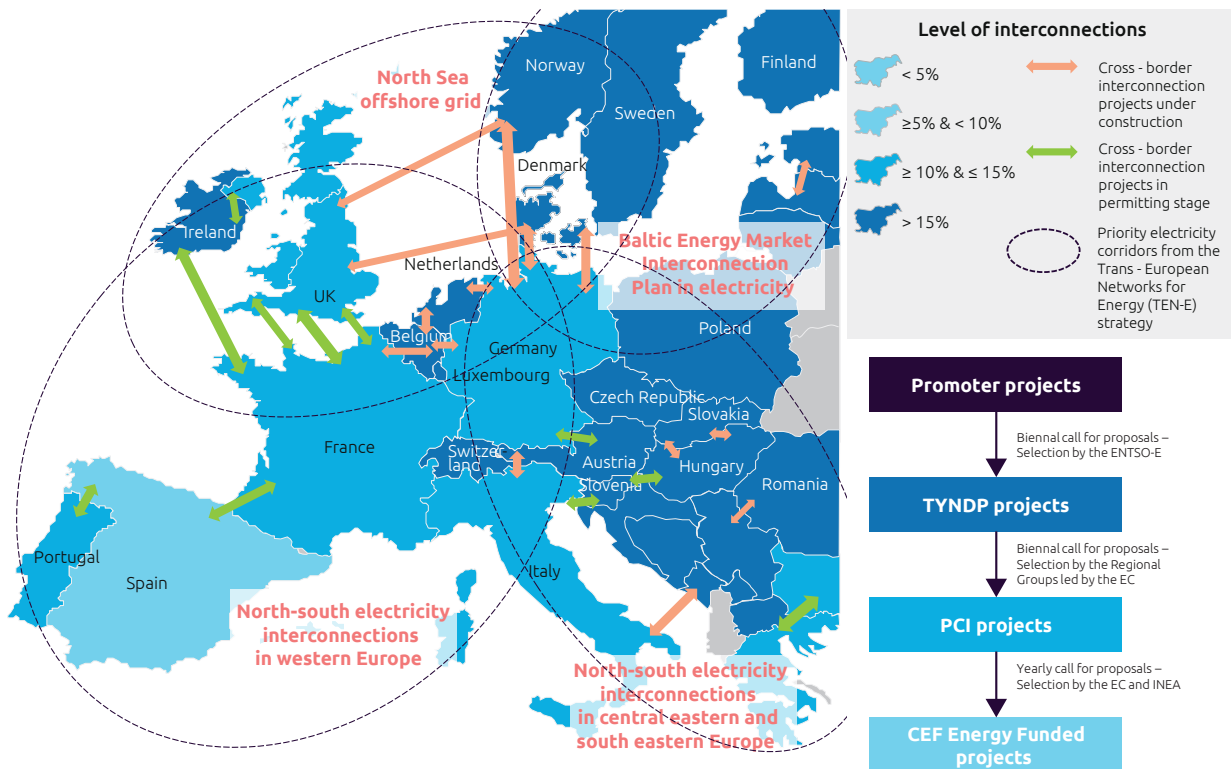 North Sea
offshore grid
Norway
Finland
Sweden
Denmark
Ireland
Netherlands
Baltic Energy Market
Interconnection
Plan in electricity
UK
Belgium
Poland
Germany
Luxembourg
Czech Republic
Slovakia
France
Switzer
land
Austria
Hungary
Slovenia
Romania
Portugal
Spain
Italy
North-south electricity
interconnections
in western Europe
North-south electricity
interconnections
in central eastern and
south eastern Europe
Level of interconnections
< 5%
≥5% & < 10%
≥ 10% & ≤ 15%
> 15%
Cross - border
interconnection
projects under
construction
Cross - border
interconnection
projects in
permitting stage
Priority electricity
corridors from the
Trans - European
Networks for
Energy (TEN-E)
strategy
Promoter projects
Biennal call for proposals –
Selection by the ENTSO-E
TYNDP projects
Biennal call for proposals –
Selection by the Regional
Groups led by the EC
PCI projects
Yearly call for proposals –
Selection by the EC and INEA
CEF Energy Funded
projects